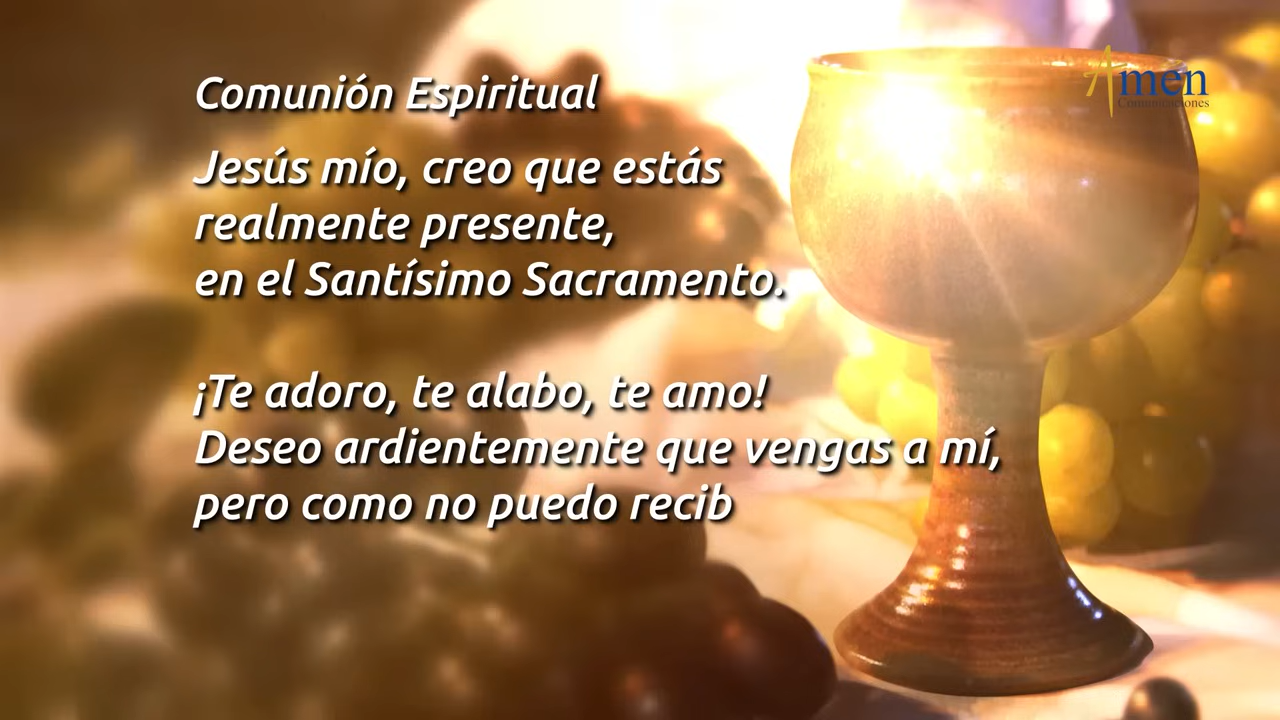 Amen
Comunicaciones
Comunión Espiritual
Jesús mío, creo que estás
realmente presente,
en el Santísimo Sacramento.
¡Te adoro, te alabo, te amo!
Deseo ardientemente que vengas a mí,
pero como no puedo recib